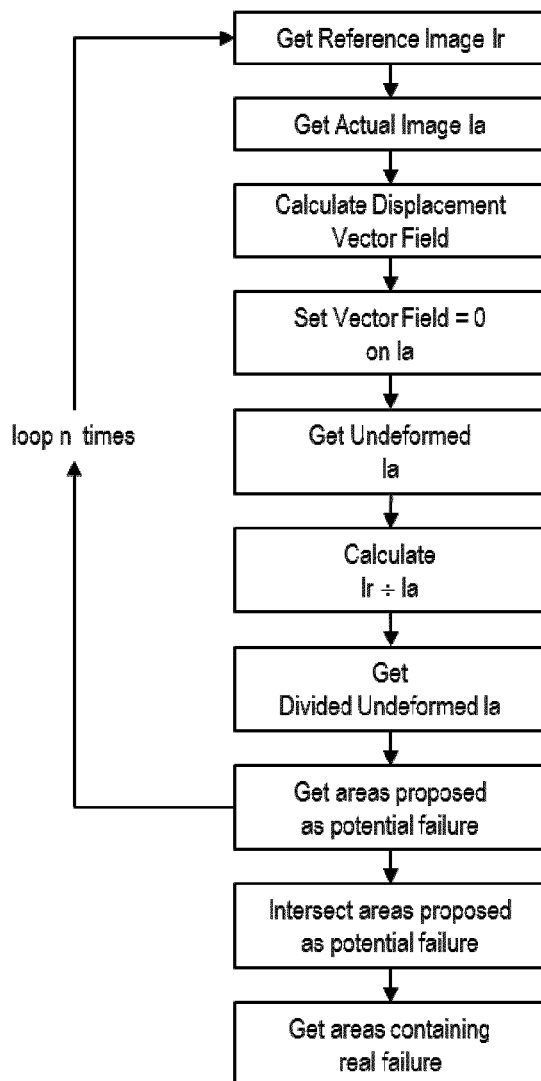 Get Reference Image Ir
Get Actual Image Ia
Calculate Displacement
Vector Field
Set Vector Field = 0
on Ia
loop n times
Get Undeformed
Ia
Calculate
Ir ÷ Ia
Get
Divided Undeformed Ia
Get areas proposed
as potential failure
Intersect areas proposed
as potential failure
Get areas containing
real failure